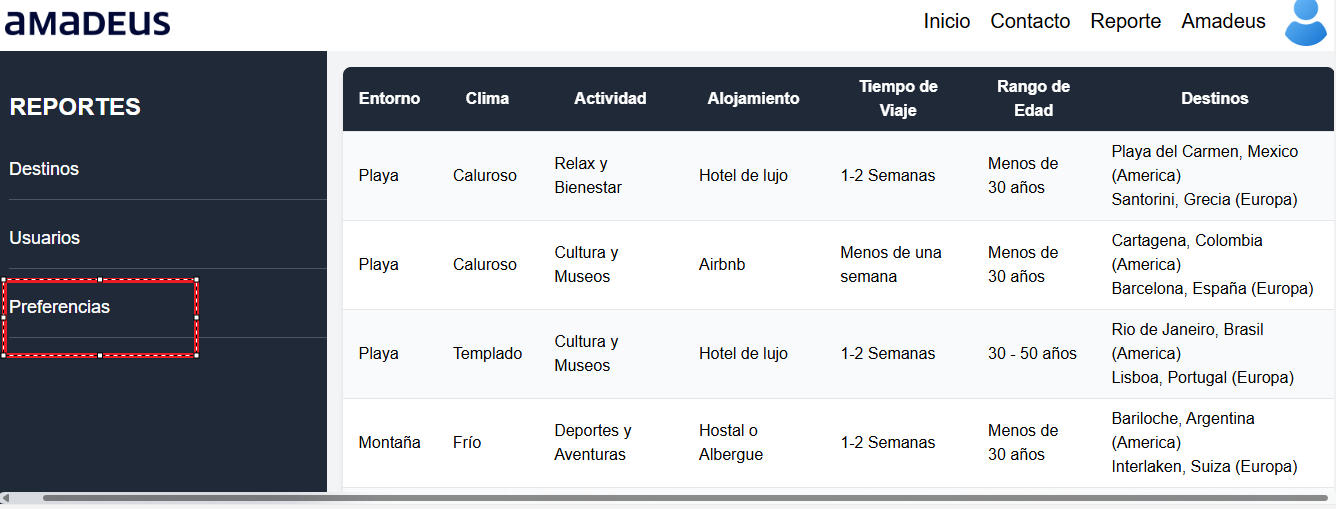 amadeus
Inicio Contacto Reporte Amadeus
REPORTES
Destinos
Usuarios
Preferencias
Entorno Clima Actividad Alojamiento Tiempo de Viaje Rango de Edad Destinos
Playa Caluroso Relax y Bienestar Hotel de lujo 1-2 Semanas Menos de 30 años Playa del Carmen, Mexico (America)
Santorini, Grecia (Europa)
Playa Caluroso Cultura y Museos Airbnb Menos de una semana Menos de 30 años Cartagena, Colombia (America)
Barcelona, España (Europa)
Playa Templado Cultura y Museos Hotel de lujo 1-2 Semanas 30 - 50 años Rio de Janeiro, Brasil (America)
Lisboa, Portugal (Europa)
Montaña Frío Deportes y Aventuras Hostal o Albergue 1-2 Semanas Menos de 30 años Bariloche, Argentina (America)
Interlaken, Suiza (Europa)